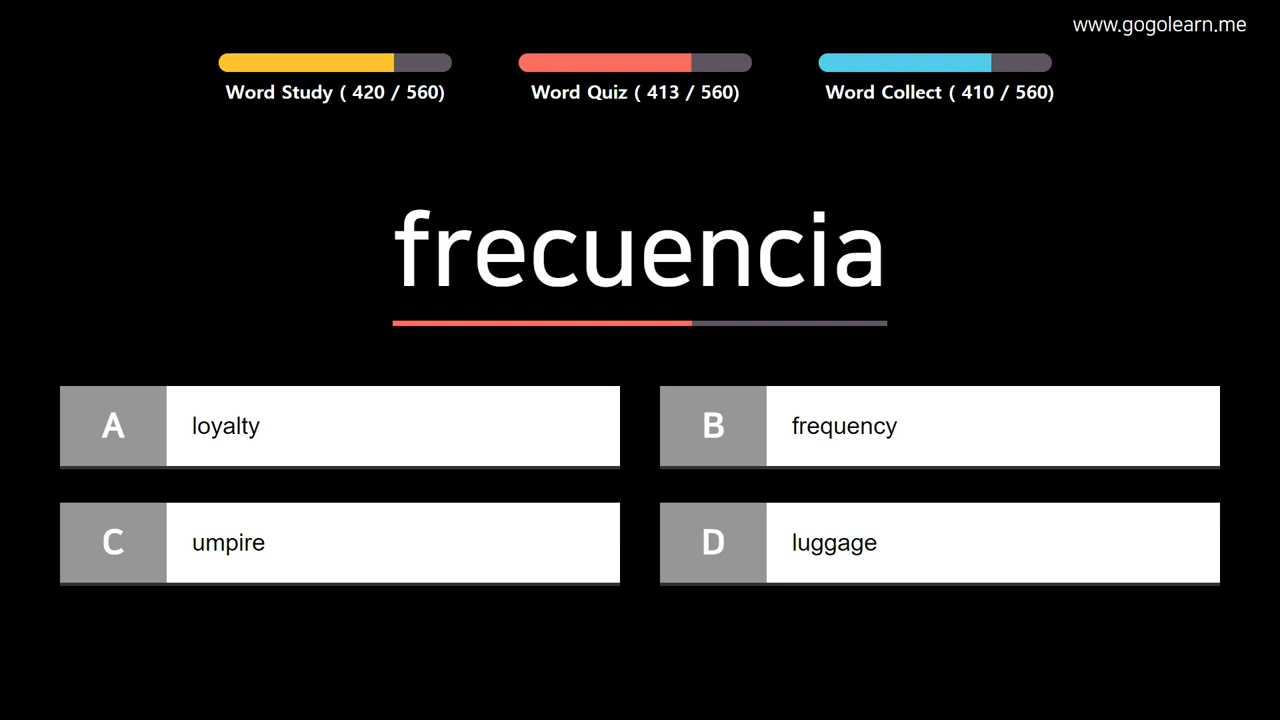 www.gogolearn.me
Word Study ( 420 / 560)
Word Quiz ( 413 / 560)
Word Collect ( 410 / 560)
frecuencia
A loyalty
B frequency
C umpire
D luggage